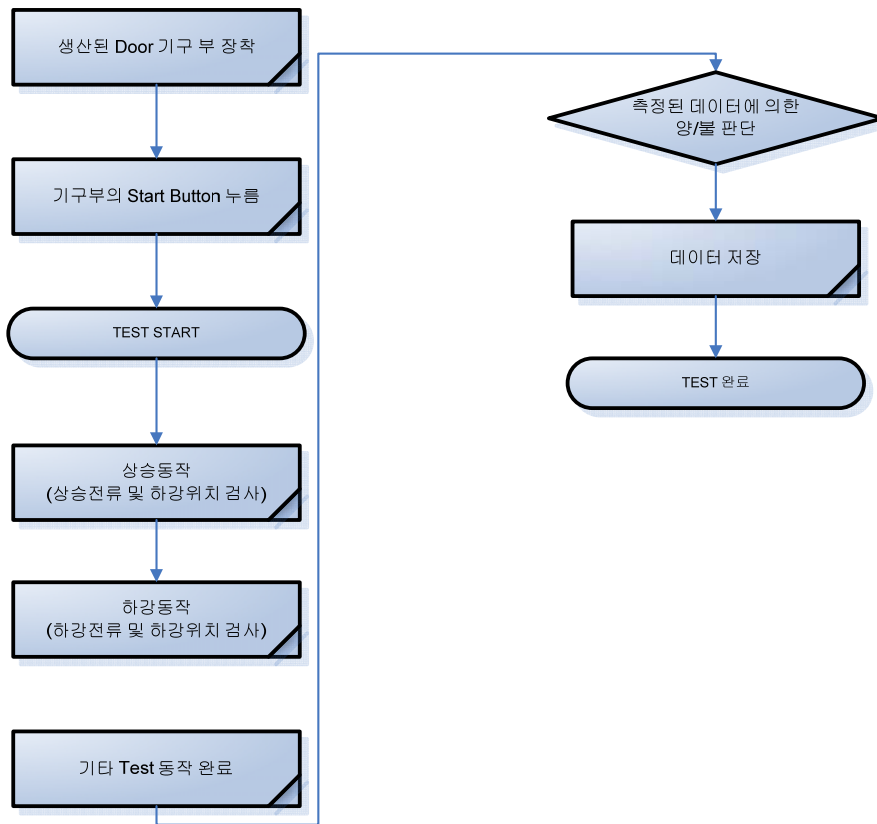 생산된 Door 기구 부 장착
기구부의 Start Button 누름
TEST START
상승동작
(상승전류 및 하강위치 검사)
하강동작
(하강전류 및 하강위치 검사)
기타 Test 동작 완료
측정된 데이터에 의한
양/불 판단
데이터 저장
TEST 완료